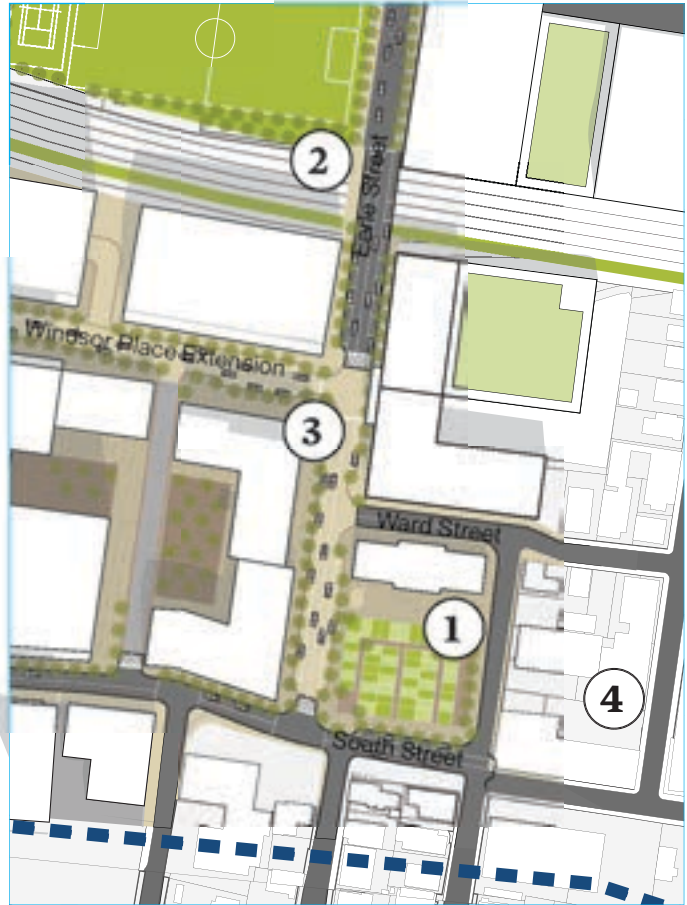 2
Earle Street
Windsor Place Extension
3
Ward Street
1
4
South Street